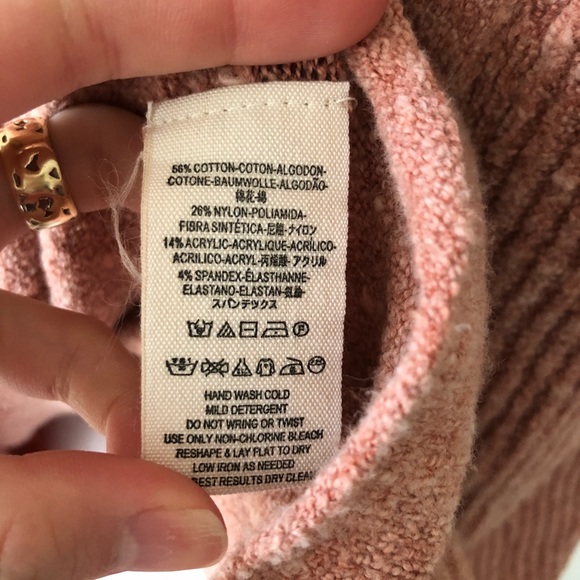 56% COTTON-COTON-ALGODON-
COTONE-BAUMWOLLE-ALGODÃO-
棉花-綿
26% NYLON-POLIAMIDA-
FIBRA SINTÉTICA-尼龍-ナイロン
14% ACRYLIC-ACRYLIQUE-ACRÍLICO-
ACRILICO-ACRYL-丙烯酸-アクリル
4% SPANDEX-ÉLASTHANNE-
ELASTANO-ELASTAN-氨綸-
スパンデックス
HAND WASH COLD
MILD DETERGENT
DO NOT WRING OR TWIST
USE ONLY NON-CHLORINE BLEACH
RESHAPE & LAY FLAT TO DRY
LOW IRON AS NEEDED
BEST RESULTS DRY CLEAN